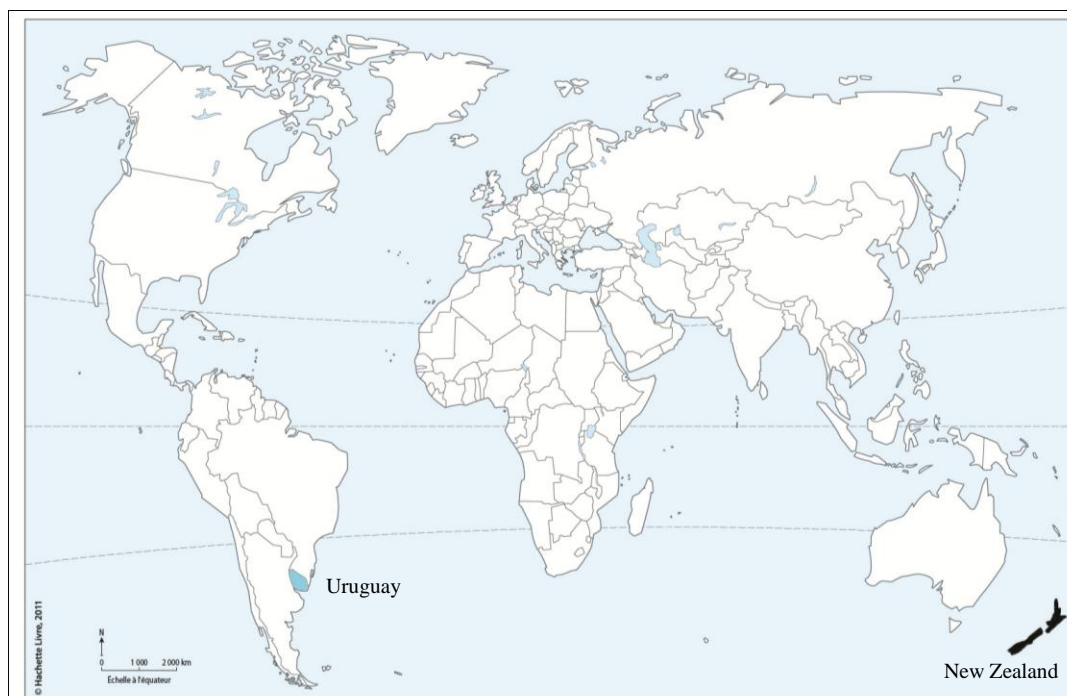 Uruguay
New Zealand
© Hachette Livre, 2011
N
0 1 000 2 000 km
Échelle à l'équateur